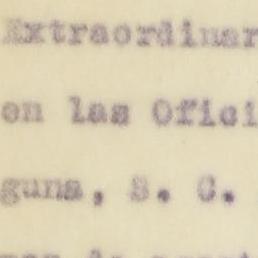 Extraordinar
en las Ofici
guna, S. C.